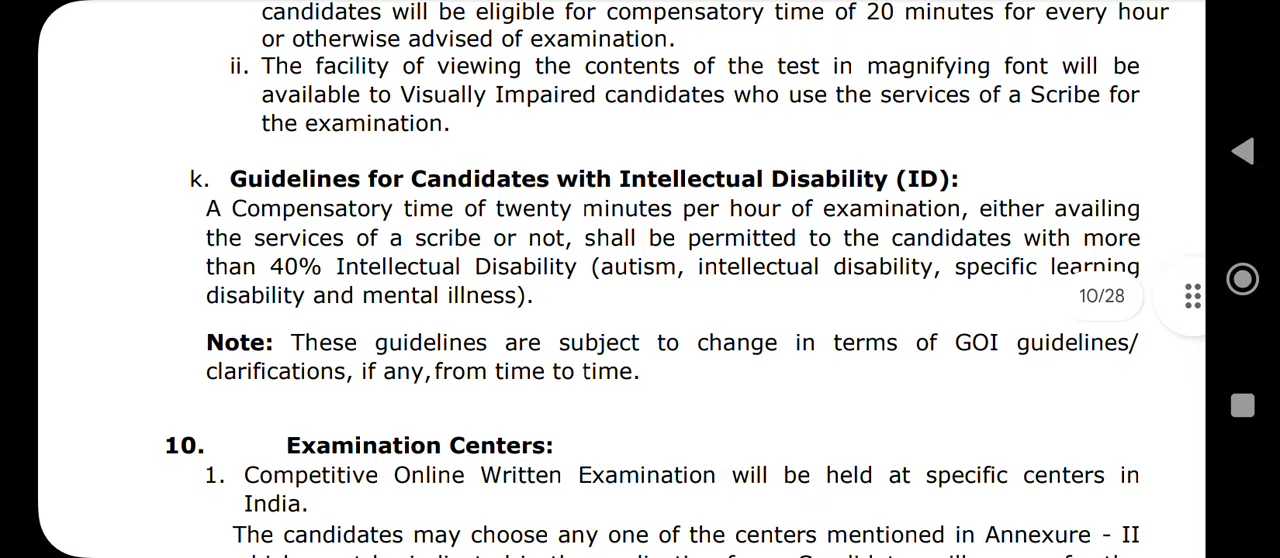 candidates will be eligible for compensatory time of 20 minutes for every hour
or otherwise advised of examination.
ii. The facility of viewing the contents of the test in magnifying font will be
available to Visually Impaired candidates who use the services of a Scribe for
the examination.
k. Guidelines for Candidates with Intellectual Disability (ID):
A Compensatory time of twenty minutes per hour of examination, either availing
the services of a scribe or not, shall be permitted to the candidates with more
than 40% Intellectual Disability (autism, intellectual disability, specific learning
disability and mental illness).
10/28
Note: These guidelines are subject to change in terms of GOI guidelines/
clarifications, if any, from time to time.
10. Examination Centers:
1. Competitive Online Written Examination will be held at specific centers in
India.
The candidates may choose any one of the centers mentioned in Annexure - II